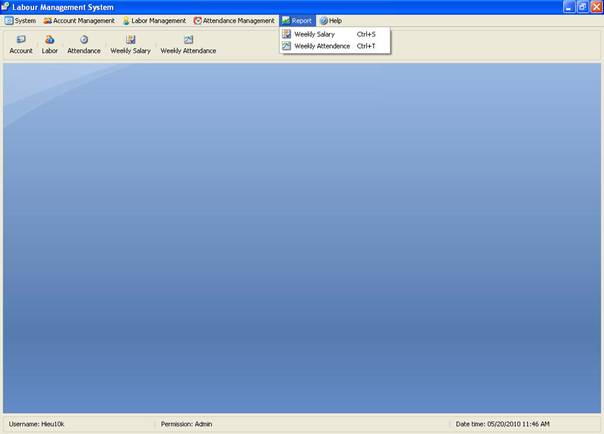 Labour Management System
System Account Management Labor Management Attendance Management Report Help
Weekly Salary Ctrl+S
Weekly Attendence Ctrl+T
Account Labor Attendance Weekly Salary Weekly Attendance
Username: Hieu10k Permission: Admin Date time: 05/20/2010 11:46 AM